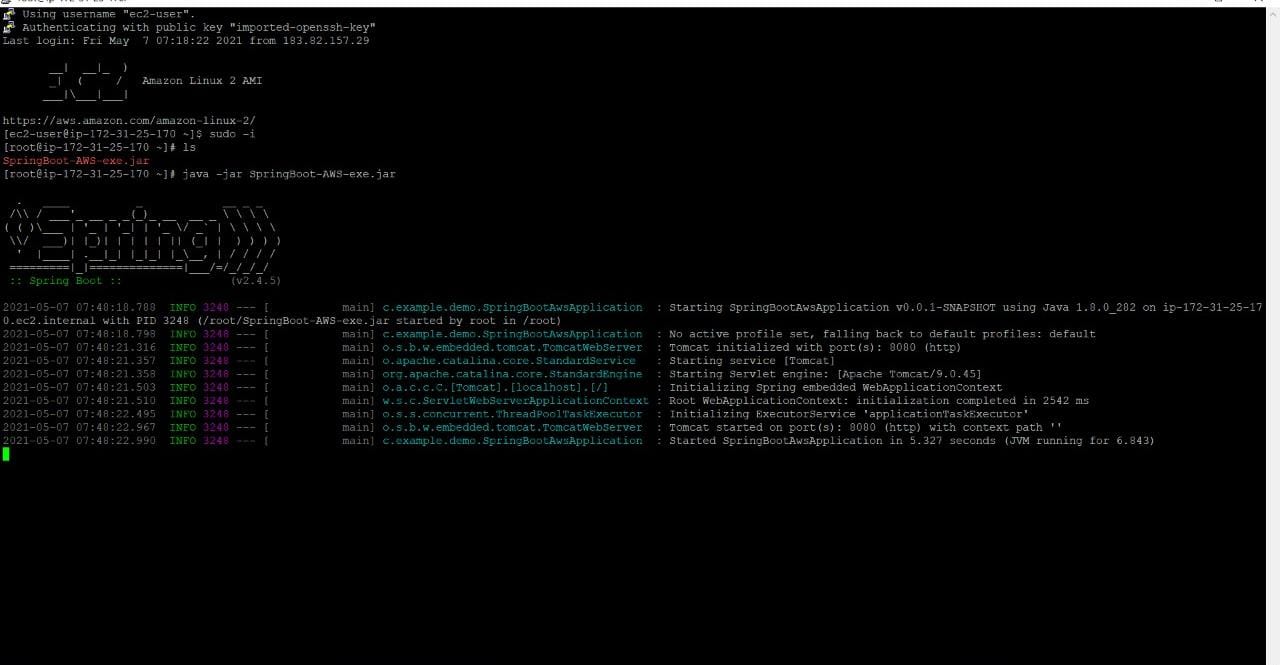 Using username "ec2-user".
Authenticating with public key "imported-openssh-key"
Last login: Fri May  7 07:18:22 2021 from 183.82.157.29
       __|  __|_  )
       _|  (     /   Amazon Linux 2 AMI
      ___|\___|___|
https://aws.amazon.com/amazon-linux-2/
[ec2-user@ip-172-31-25-170 ~]$ sudo -i
[root@ip-172-31-25-170 ~]# ls
SpringBoot-AWS-exe.jar
[root@ip-172-31-25-170 ~]# java -jar SpringBoot-AWS-exe.jar
  .   ____          _            __ _ _
 /\\ / ___'_ __ _ _(_)_ __  __ _ \ \ \ \
( ( )\___ | '_ | '_| | '_ \/ _` | \ \ \ \
 \\/  ___)| |_)| | | | | || (_| |  ) ) ) )
  '  |____| .__|_| |_|_| |_\__, | / / / /
 =========|_|==============|___/=/_/_/_/
 :: Spring Boot ::                (v2.4.5)
2021-05-07 07:48:18.788  INFO 3248 --- [           main] c.example.demo.SpringBootAwsApplication  : Starting SpringBootAwsApplication v0.0.1-SNAPSHOT using Java 1.8.0_282 on ip-172-31-25-17
0.ec2.internal with PID 3248 (/root/SpringBoot-AWS-exe.jar started by root in /root)
2021-05-07 07:48:18.798  INFO 3248 --- [           main] c.example.demo.SpringBootAwsApplication  : No active profile set, falling back to default profiles: default
2021-05-07 07:48:21.316  INFO 3248 --- [           main] o.s.b.w.embedded.tomcat.TomcatWebServer  : Tomcat initialized with port(s): 8080 (http)
2021-05-07 07:48:21.357  INFO 3248 --- [           main] o.apache.catalina.core.StandardService   : Starting service [Tomcat]
2021-05-07 07:48:21.358  INFO 3248 --- [           main] org.apache.catalina.core.StandardEngine  : Starting Servlet engine: [Apache Tomcat/9.0.45]
2021-05-07 07:48:21.503  INFO 3248 --- [           main] o.a.c.c.C.[Tomcat].[localhost].[/]       : Initializing Spring embedded WebApplicationContext
2021-05-07 07:48:21.510  INFO 3248 --- [           main] w.s.c.ServletWebServerApplicationContext : Root WebApplicationContext: initialization completed in 2542 ms
2021-05-07 07:48:22.495  INFO 3248 --- [           main] o.s.s.concurrent.ThreadPoolTaskExecutor  : Initializing ExecutorService 'applicationTaskExecutor'
2021-05-07 07:48:22.967  INFO 3248 --- [           main] o.s.b.w.embedded.tomcat.TomcatWebServer  : Tomcat started on port(s): 8080 (http) with context path ''
2021-05-07 07:48:22.990  INFO 3248 --- [           main] c.example.demo.SpringBootAwsApplication  : Started SpringBootAwsApplication in 5.327 seconds (JVM running for 6.843)